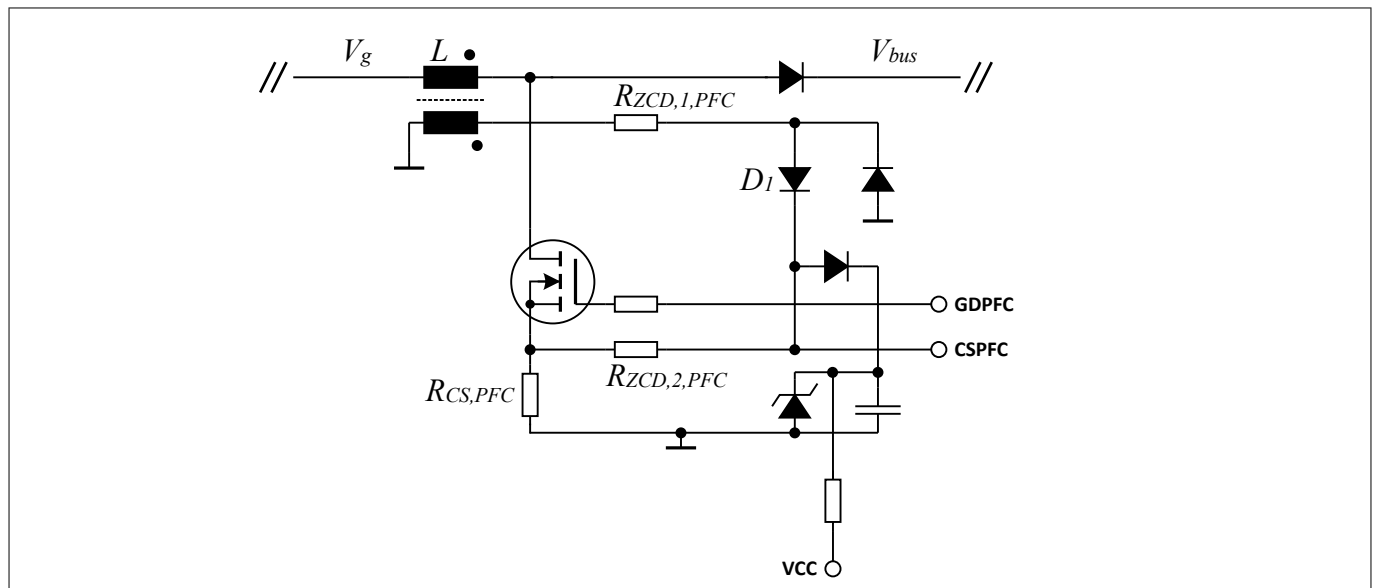 Vg
L
Vbus
RZCD,1,PFC
D1
GDPFC
CSPFC
RZCD,2,PFC
RCS,PFC
VCC